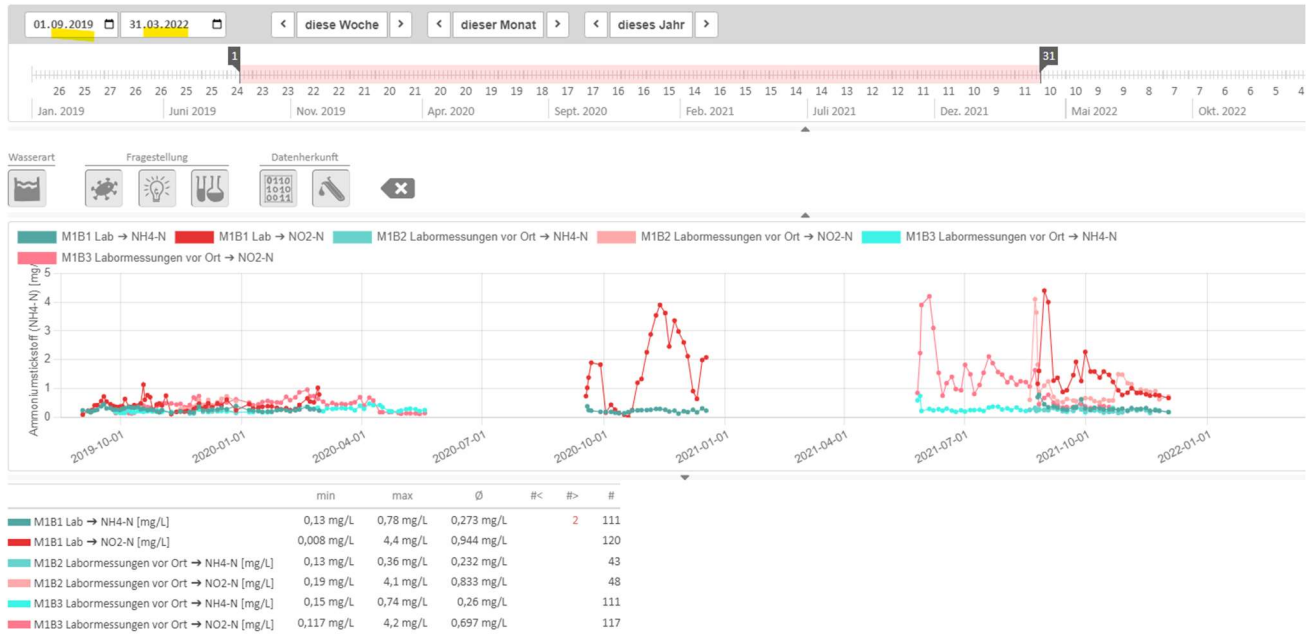 01.09.2019 31.03.2022 < diese Woche > < dieser Monat > < dieses Jahr >
1 31
26 25 27 26 26 25 25 24 23 23 22 22 21 21 21 20 20 19 19 18 17 17 17 16 15 14 16 14 14 14 14 13 12 12 11 11 10 9 11 10 10 9 9 8 7 7 6 5 4
Jan. 2019 Juni 2019 Nov. 2019 Apr. 2020 Sept. 2020 Feb. 2021 Juli 2021 Dez. 2021 Mai 2022 Okt. 2022
Wasserart Fragestellung Datenherkunft
0110
1010
0011
M1B1 Lab → NH4-N M1B1 Lab → NO2-N M1B2 Labormessungen vor Ort → NH4-N M1B2 Labormessungen vor Ort → NO2-N M1B3 Labormessungen vor Ort → NH4-N
M1B3 Labormessungen vor Ort → NO2-N
Ammoniumstickstoff (NH4-N) [mg/
5
4
3
2
1
0
2019-10-01 2020-01-01 2020-04-01 2020-07-01 2020-10-01 2021-01-01 2021-04-01 2021-07-01 2021-10-01 2022-01-01
min max Ø #< #> #
M1B1 Lab → NH4-N [mg/L] 0,13 mg/L 0,78 mg/L 0,273 mg/L 2 111
M1B1 Lab → NO2-N [mg/L] 0,008 mg/L 4,4 mg/L 0,944 mg/L 120
M1B2 Labormessungen vor Ort → NH4-N [mg/L] 0,13 mg/L 0,36 mg/L 0,232 mg/L 43
M1B2 Labormessungen vor Ort → NO2-N [mg/L] 0,19 mg/L 4,1 mg/L 0,833 mg/L 48
M1B3 Labormessungen vor Ort → NH4-N [mg/L] 0,15 mg/L 0,74 mg/L 0,26 mg/L 111
M1B3 Labormessungen vor Ort → NO2-N [mg/L] 0,117 mg/L 4,2 mg/L 0,697 mg/L 117